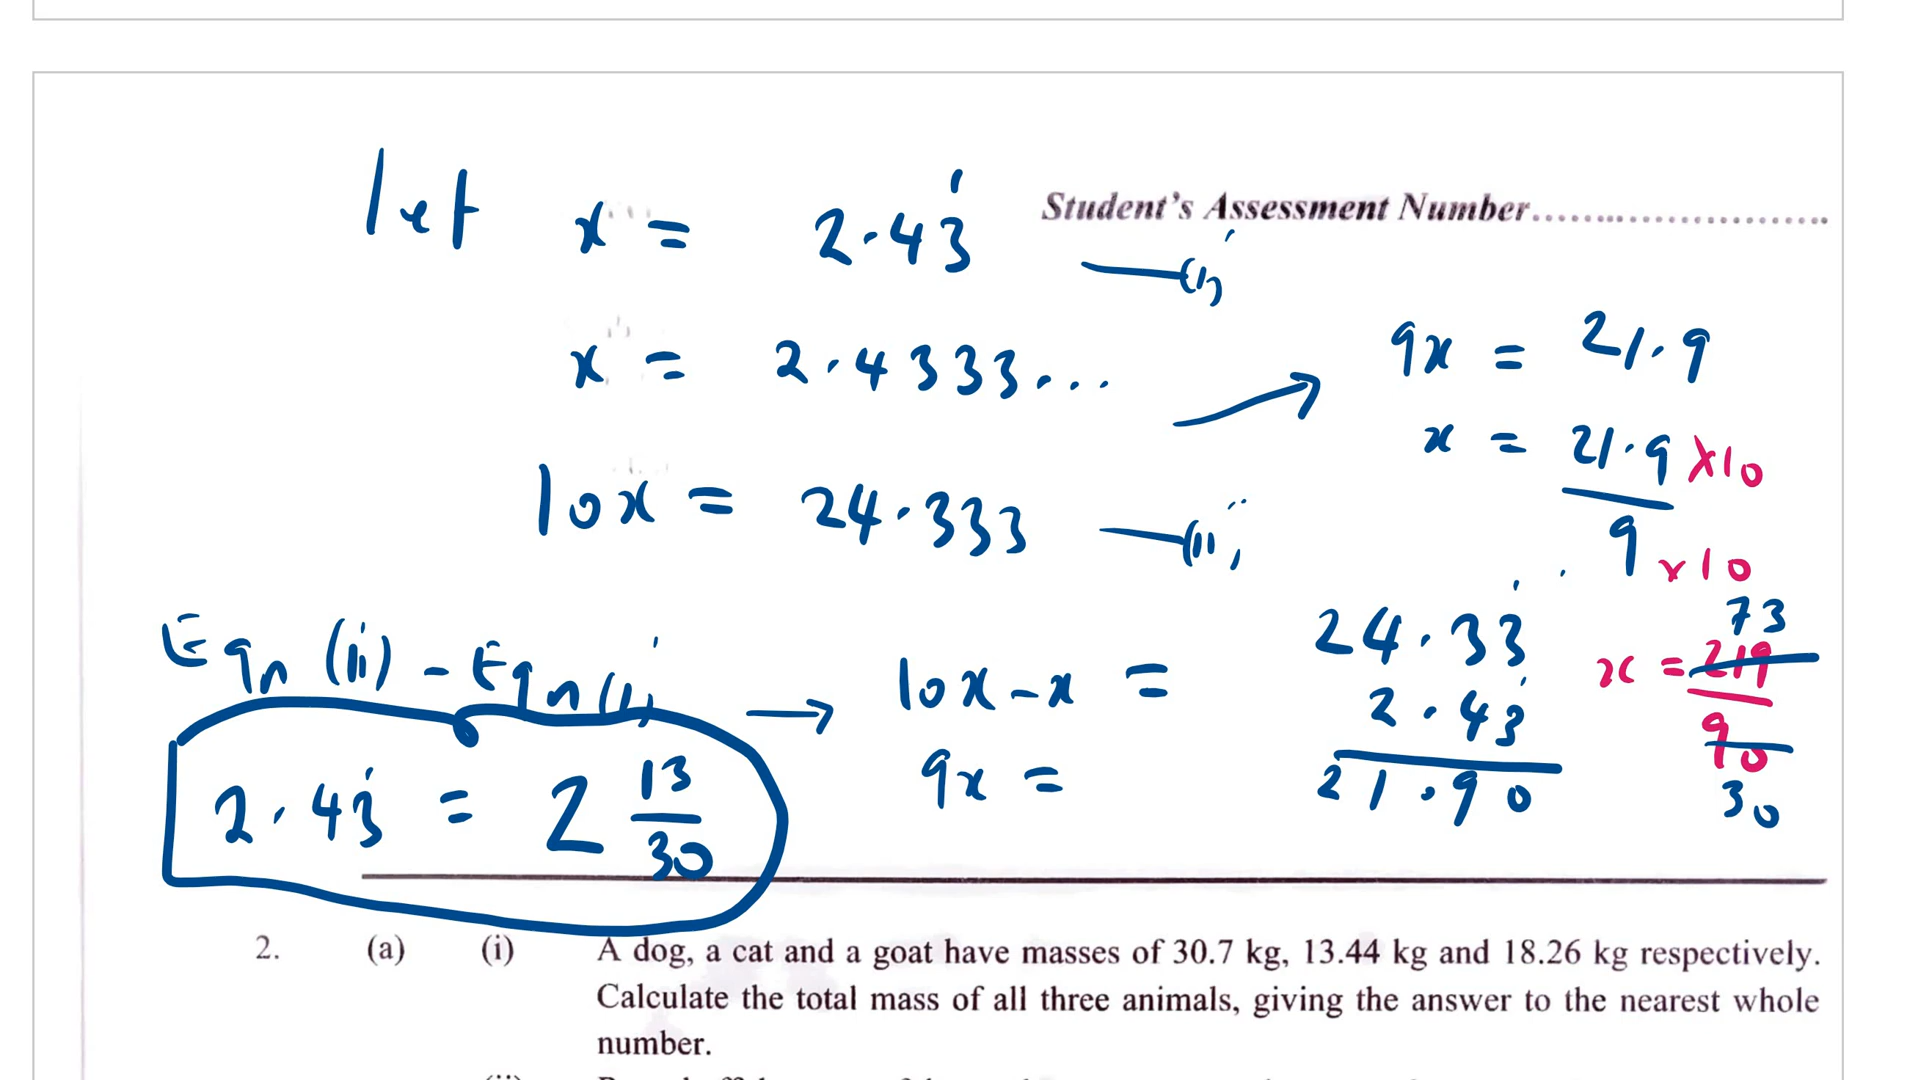 Student's Assessment Number..............................
let x = 2.43̇ —(i)
x = 2.4333...
10x = 24.333 —(ii)
Eqn (ii) - Eqn (i) → 10x - x = 24.33̇
2.43̇
9x = 21.90
→ 9x = 21.9
x = 21.9 x10
9 x10
73
x = 219
90
30
2.43̇ = 2 13/30
2. (a) (i) A dog, a cat and a goat have masses of 30.7 kg, 13.44 kg and 18.26 kg respectively.
Calculate the total mass of all three animals, giving the answer to the nearest whole
number.